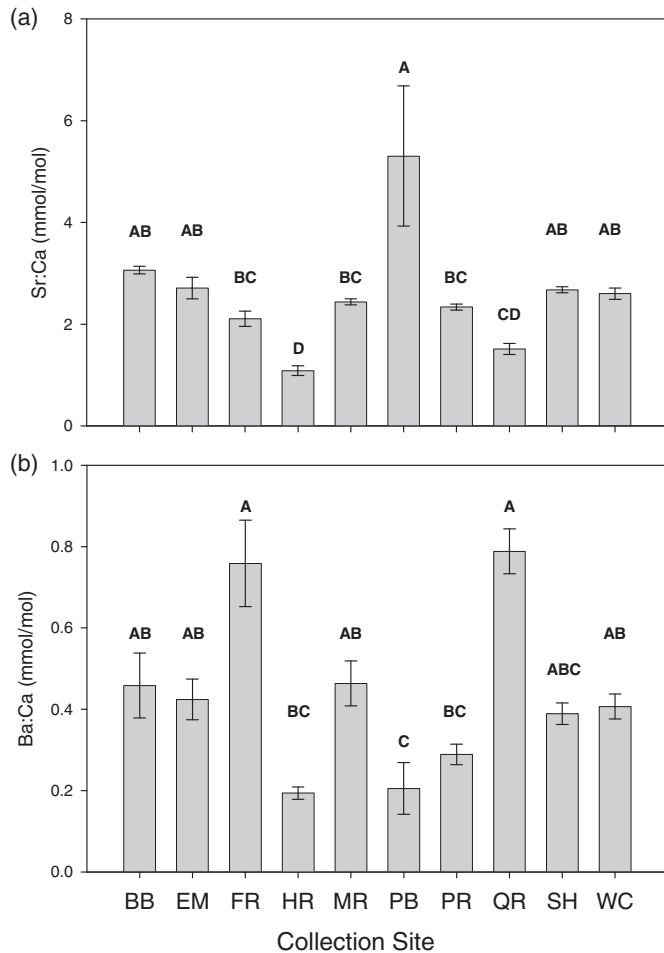 (a)
8
6
4
2
0
Sr:Ca (mmol/mol)
AB AB BC D BC A BC CD AB AB
(b)
1.0
0.8
0.6
0.4
0.2
0.0
Ba:Ca (mmol/mol)
AB AB A BC AB C BC A ABC AB
BB EM FR HR MR PB PR QR SH WC
Collection Site